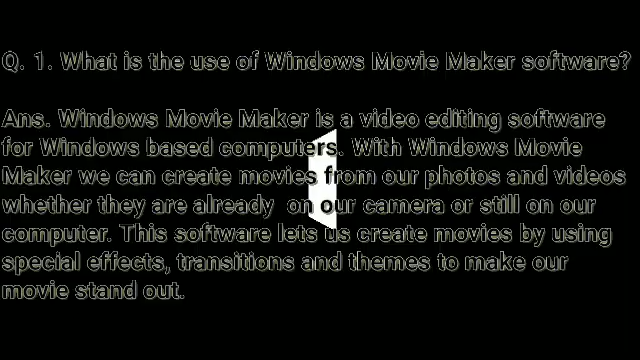 Q. 1. What is the use of Windows Movie Maker software?
Ans. Windows Movie Maker is a video editing software
for Windows based computers. With Windows Movie
Maker we can create movies from our photos and videos
whether they are already on our camera or still on our
computer. This software lets us create movies by using
special effects, transitions and themes to make our
movie stand out.